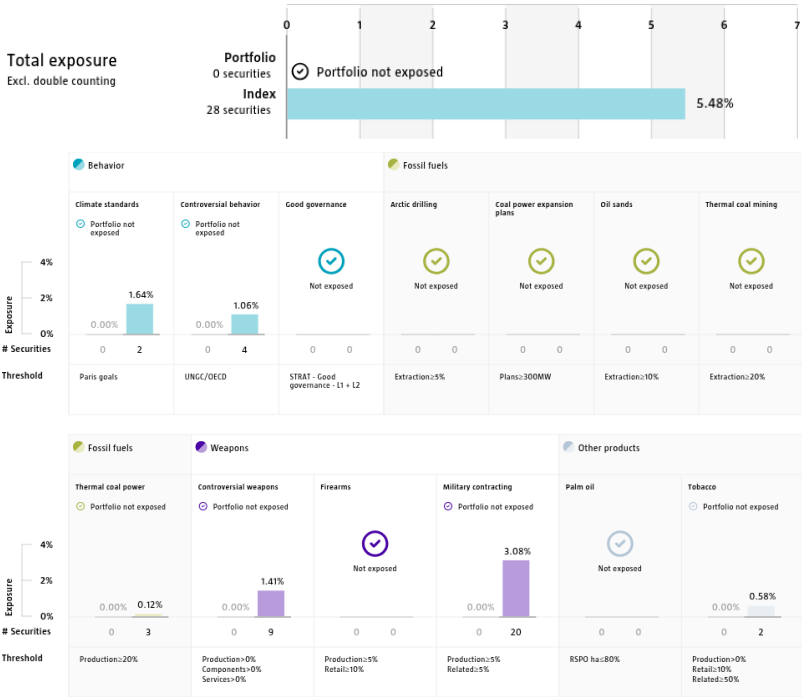 0 1 2 3 4 5 6 7
Total exposure
Excl. double counting
Portfolio
0 securities
Portfolio not exposed
Index
28 securities
5.48%
Behavior
Fossil fuels
Climate standards
Controversial behavior
Good governance
Arctic drilling
Coal power expansion
plans
Oil sands
Thermal coal mining
Portfolio not
exposed
Portfolio not
exposed
Not exposed
Not exposed
Not exposed
Not exposed
Not exposed
Exposure
4%
2%
0%
0.00% 1.64%
0.00% 1.06%
# Securities 0 2 0 4 0 0 0 0 0 0 0 0 0 0
Threshold
Paris goals
UNGC/OECD
STRAT - Good
governance - L1 + L2
Extraction≥5%
Plans≥300MW
Extraction≥10%
Extraction≥20%
Fossil fuels
Weapons
Other products
Thermal coal power
Controversial weapons
Firearms
Military contracting
Palm oil
Tobacco
Portfolio not exposed
Portfolio not exposed
Portfolio not exposed
Portfolio not exposed
Not exposed
Not exposed
Exposure
4%
2%
0%
0.00% 0.12%
0.00% 1.41%
0.00% 3.08%
0.00% 0.58%
# Securities 0 3 0 9 0 0 0 20 0 0 0 2
Threshold
Production≥20%
Production>0%
Components>0%
Services>0%
Production≥5%
Retail≥10%
Production≥5%
Related≥5%
RSPO ha≤80%
Production>0%
Retail≥10%
Related≥50%